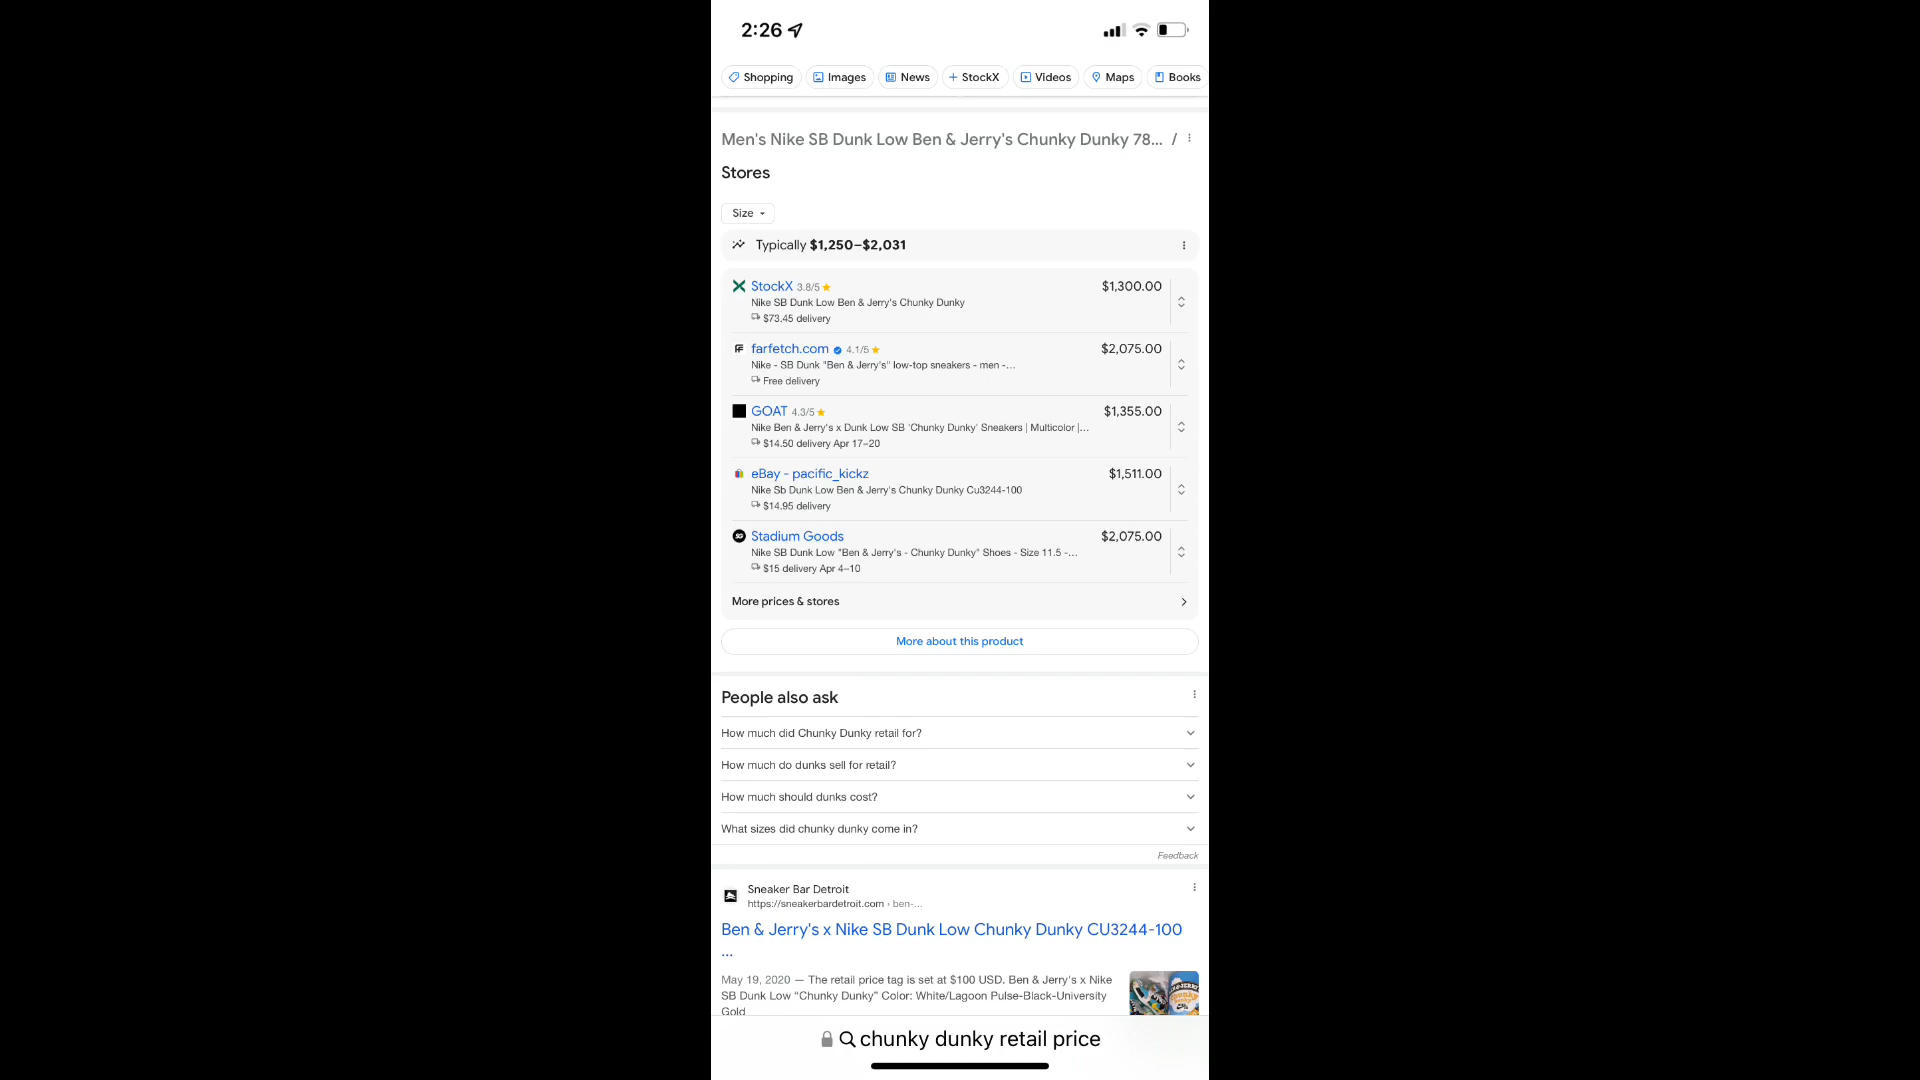 2:26
Shopping Images News + StockX Videos Maps Books
Men's Nike SB Dunk Low Ben & Jerry's Chunky Dunky 78... /
Stores
Size
Typically $1,250–$2,031
StockX 3.8/5 $1,300.00
Nike SB Dunk Low Ben & Jerry's Chunky Dunky
$73.45 delivery
farfetch.com 4.1/5 $2,075.00
Nike - SB Dunk "Ben & Jerry's" low-top sneakers - men -...
Free delivery
GOAT 4.3/5 $1,355.00
Nike Ben & Jerry's x Dunk Low SB 'Chunky Dunky' Sneakers | Multicolor |...
$14.50 delivery Apr 17–20
eBay - pacific_kickz $1,511.00
Nike Sb Dunk Low Ben & Jerry's Chunky Dunky Cu3244-100
$14.95 delivery
Stadium Goods $2,075.00
Nike SB Dunk Low "Ben & Jerry's - Chunky Dunky" Shoes - Size 11.5 -...
$15 delivery Apr 4–10
More prices & stores
More about this product
People also ask
How much did Chunky Dunky retail for?
How much do dunks sell for retail?
How much should dunks cost?
What sizes did chunky dunky come in?
Feedback
Sneaker Bar Detroit
https://sneakerbardetroit.com › ben-...
Ben & Jerry's x Nike SB Dunk Low Chunky Dunky CU3244-100
...
May 19, 2020 — The retail price tag is set at $100 USD. Ben & Jerry's x Nike
SB Dunk Low “Chunky Dunky” Color: White/Lagoon Pulse-Black-University
Gold
chunky dunky retail price